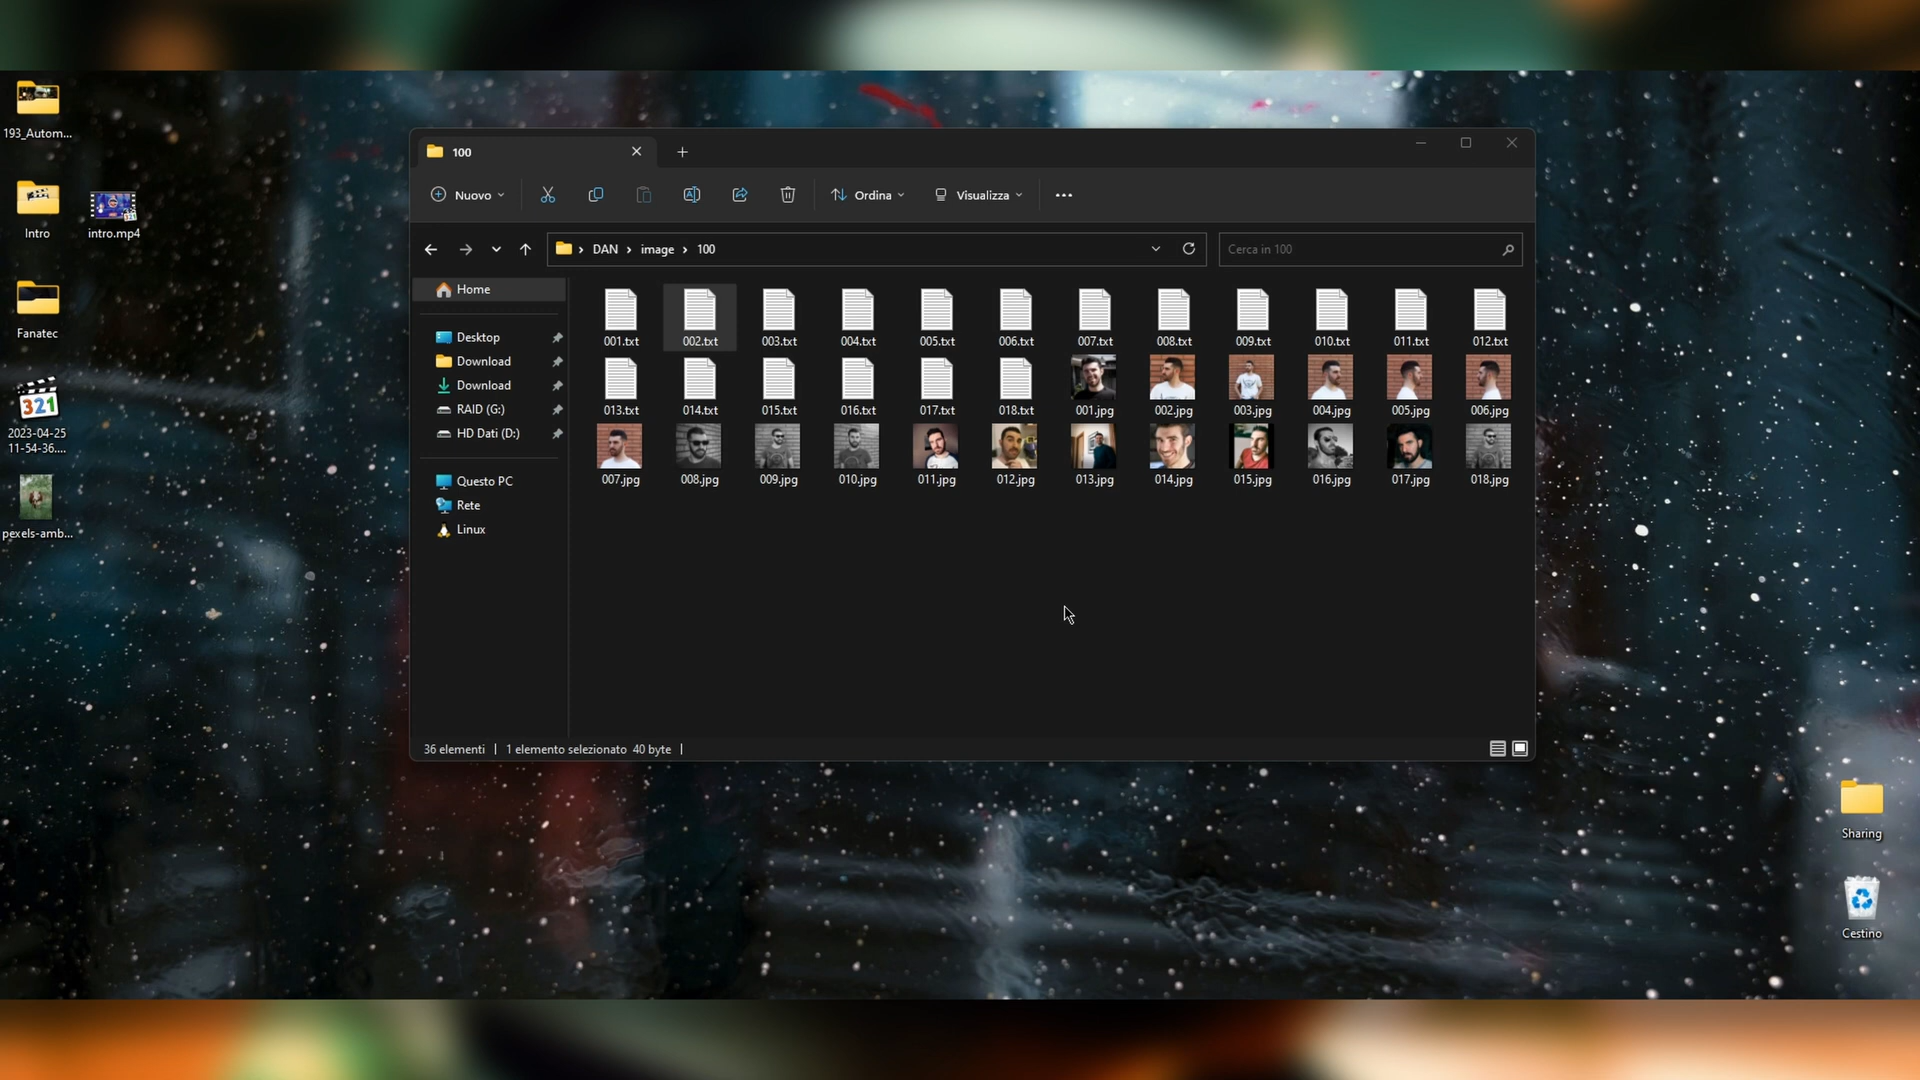 193_Autom...
Intro
intro.mp4
Fanatec
321
2023-04-25
11-54-36....
pexels-amb...
100
Nuovo
Ordina
Visualizza
DAN
image
100
Cerca in 100
Home
Desktop
Download
Download
RAID (G:)
HD Dati (D:)
Questo PC
Rete
Linux
001.txt 002.txt 003.txt 004.txt 005.txt 006.txt 007.txt 008.txt 009.txt 010.txt 011.txt 012.txt
013.txt 014.txt 015.txt 016.txt 017.txt 018.txt 001.jpg 002.jpg 003.jpg 004.jpg 005.jpg 006.jpg
007.jpg 008.jpg 009.jpg 010.jpg 011.jpg 012.jpg 013.jpg 014.jpg 015.jpg 016.jpg 017.jpg 018.jpg
36 elementi | 1 elemento selezionato 40 byte |
Sharing
Cestino